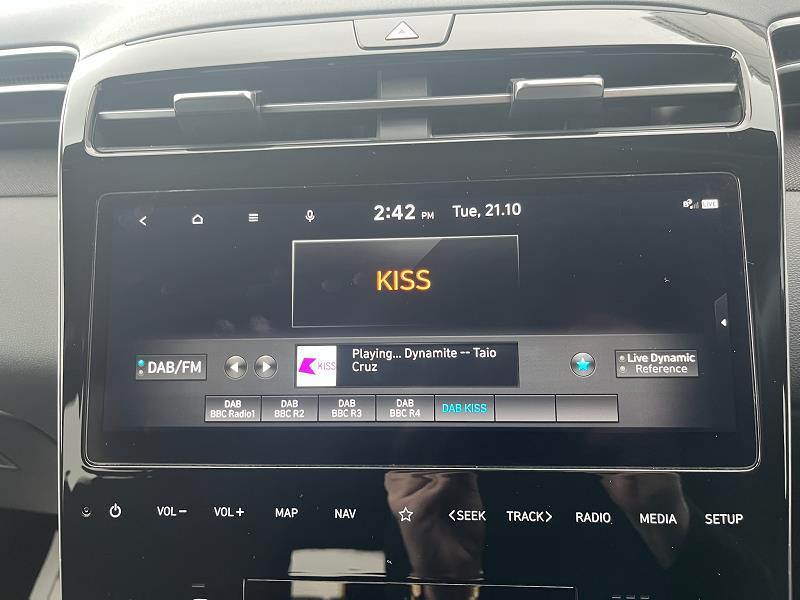 2:42 PM Tue, 21.10
LIVE
KISS
DAB/FM
KISS
Playing... Dynamite -- Taio
Cruz
Live Dynamic
Reference
DAB
BBC Radio1
DAB
BBC R2
DAB
BBC R3
DAB
BBC R4
DAB KISS
VOL− VOL+ MAP NAV <SEEK TRACK> RADIO MEDIA SETUP